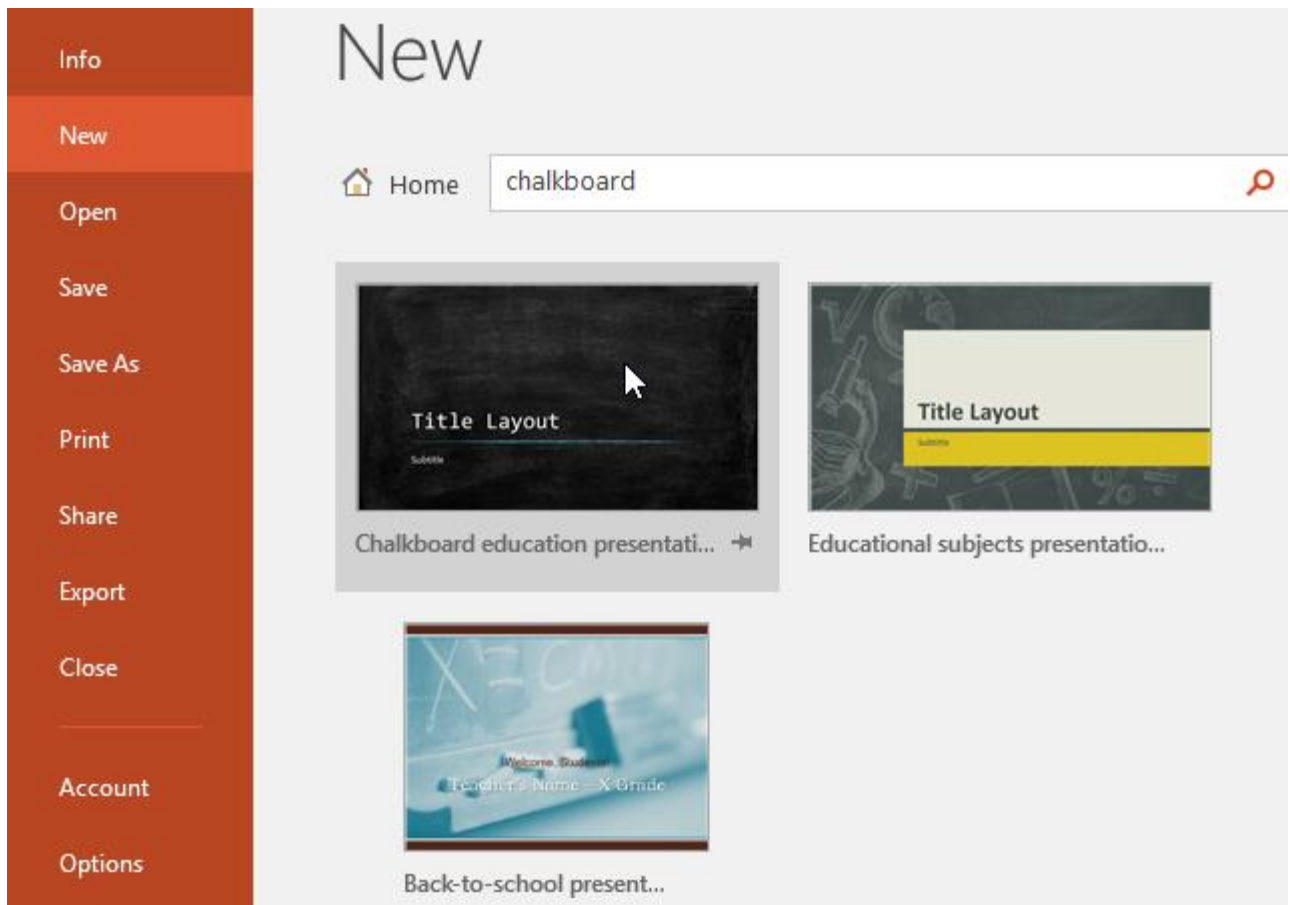 Info
New
Open
Save
Save As
Print
Share
Export
Close
Account
Options
New
Home
chalkboard
Title Layout
Subtitle
Chalkboard education presentati...
Title Layout
Subtitle
Educational subjects presentatio...
Welcome, Students!
Teacher's Name – X Grade
Back-to-school present...